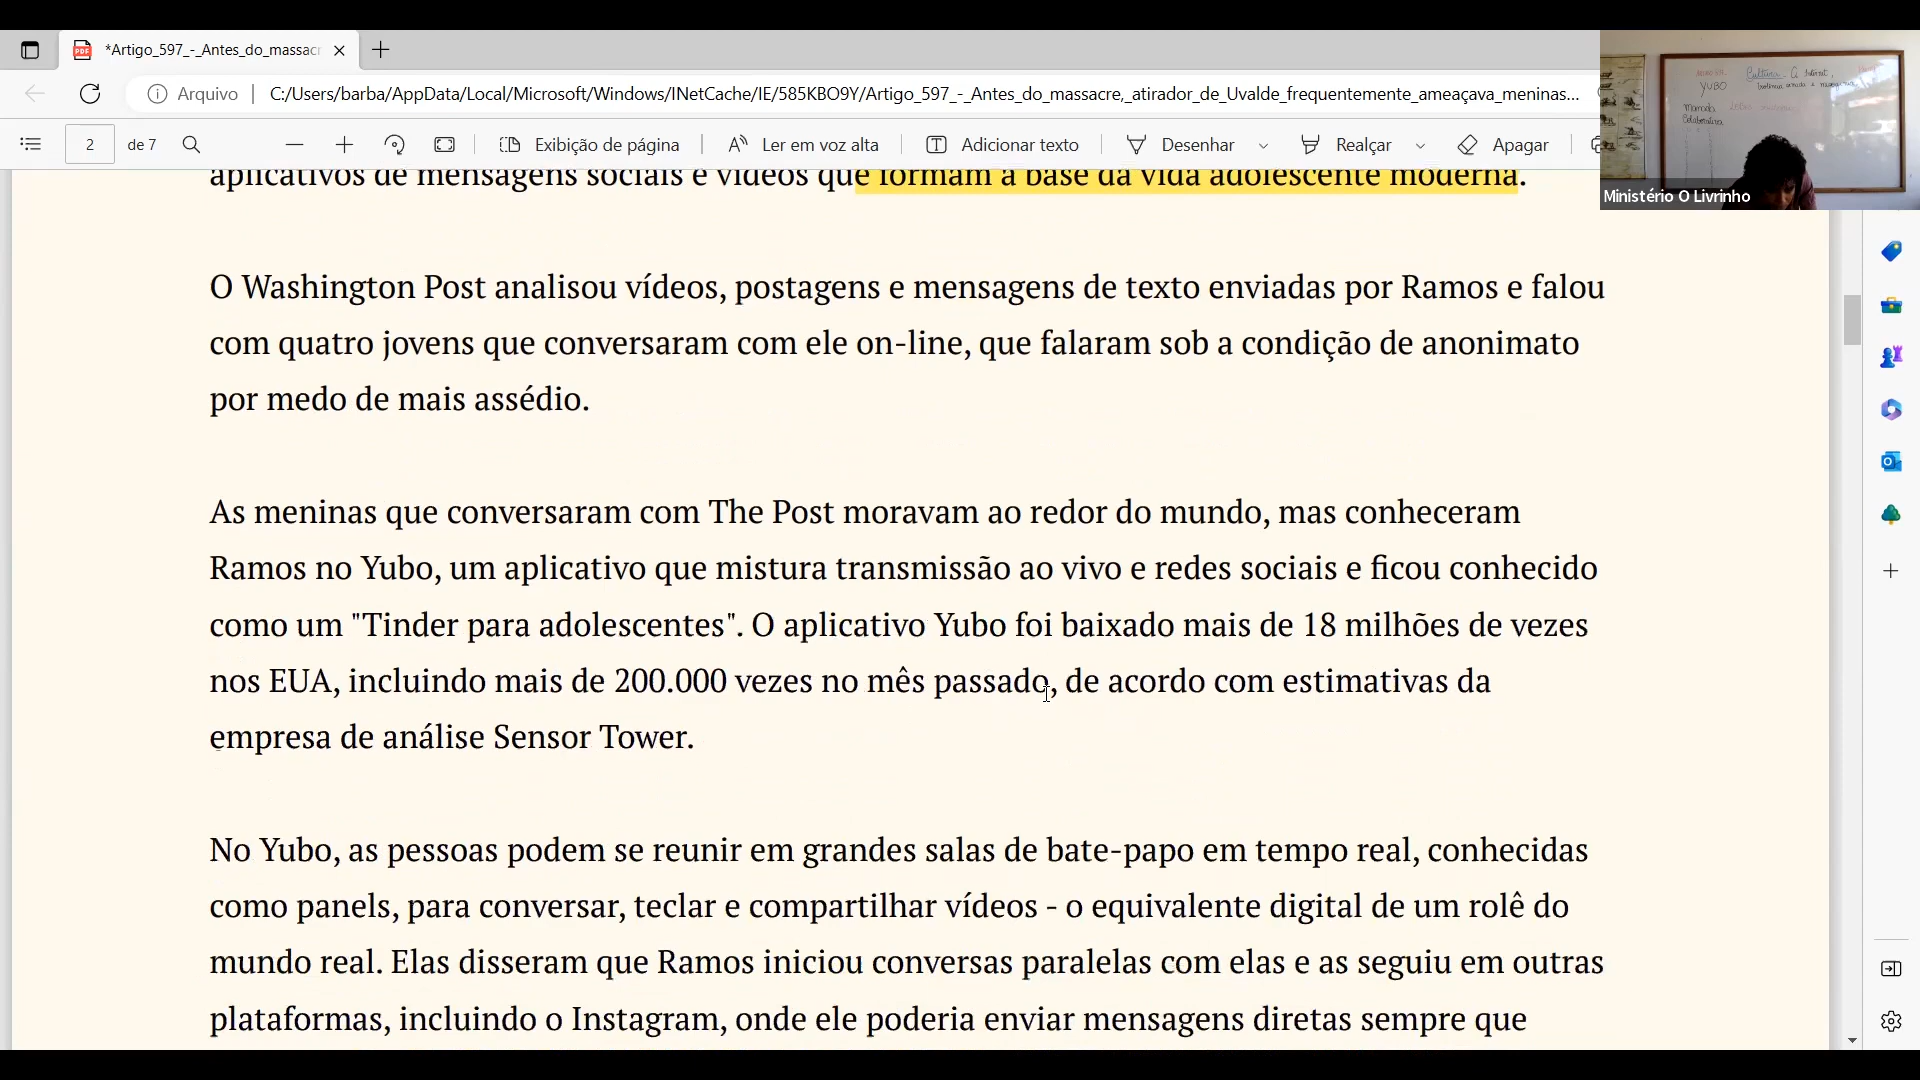 *Artigo_597_-_Antes_do_massacr
Arquivo
C:/Users/barba/AppData/Local/Microsoft/Windows/INetCache/IE/585KBO9Y/Artigo_597_-_Antes_do_massacre,_atirador_de_Uvalde_frequentemente_ameaçava_meninas...
2 de 7
Exibição de página
Ler em voz alta
Adicionar texto
Desenhar
Realçar
Apagar
YUBO
Cultura
Ministério O Livrinho
aplicativos de mensagens sociais e vídeos que formam a base da vida adolescente moderna.
O Washington Post analisou vídeos, postagens e mensagens de texto enviadas por Ramos e falou
com quatro jovens que conversaram com ele on-line, que falaram sob a condição de anonimato
por medo de mais assédio.
As meninas que conversaram com The Post moravam ao redor do mundo, mas conheceram
Ramos no Yubo, um aplicativo que mistura transmissão ao vivo e redes sociais e ficou conhecido
como um "Tinder para adolescentes". O aplicativo Yubo foi baixado mais de 18 milhões de vezes
nos EUA, incluindo mais de 200.000 vezes no mês passado, de acordo com estimativas da
empresa de análise Sensor Tower.
No Yubo, as pessoas podem se reunir em grandes salas de bate-papo em tempo real, conhecidas
como panels, para conversar, teclar e compartilhar vídeos - o equivalente digital de um rolê do
mundo real. Elas disseram que Ramos iniciou conversas paralelas com elas e as seguiu em outras
plataformas, incluindo o Instagram, onde ele poderia enviar mensagens diretas sempre que